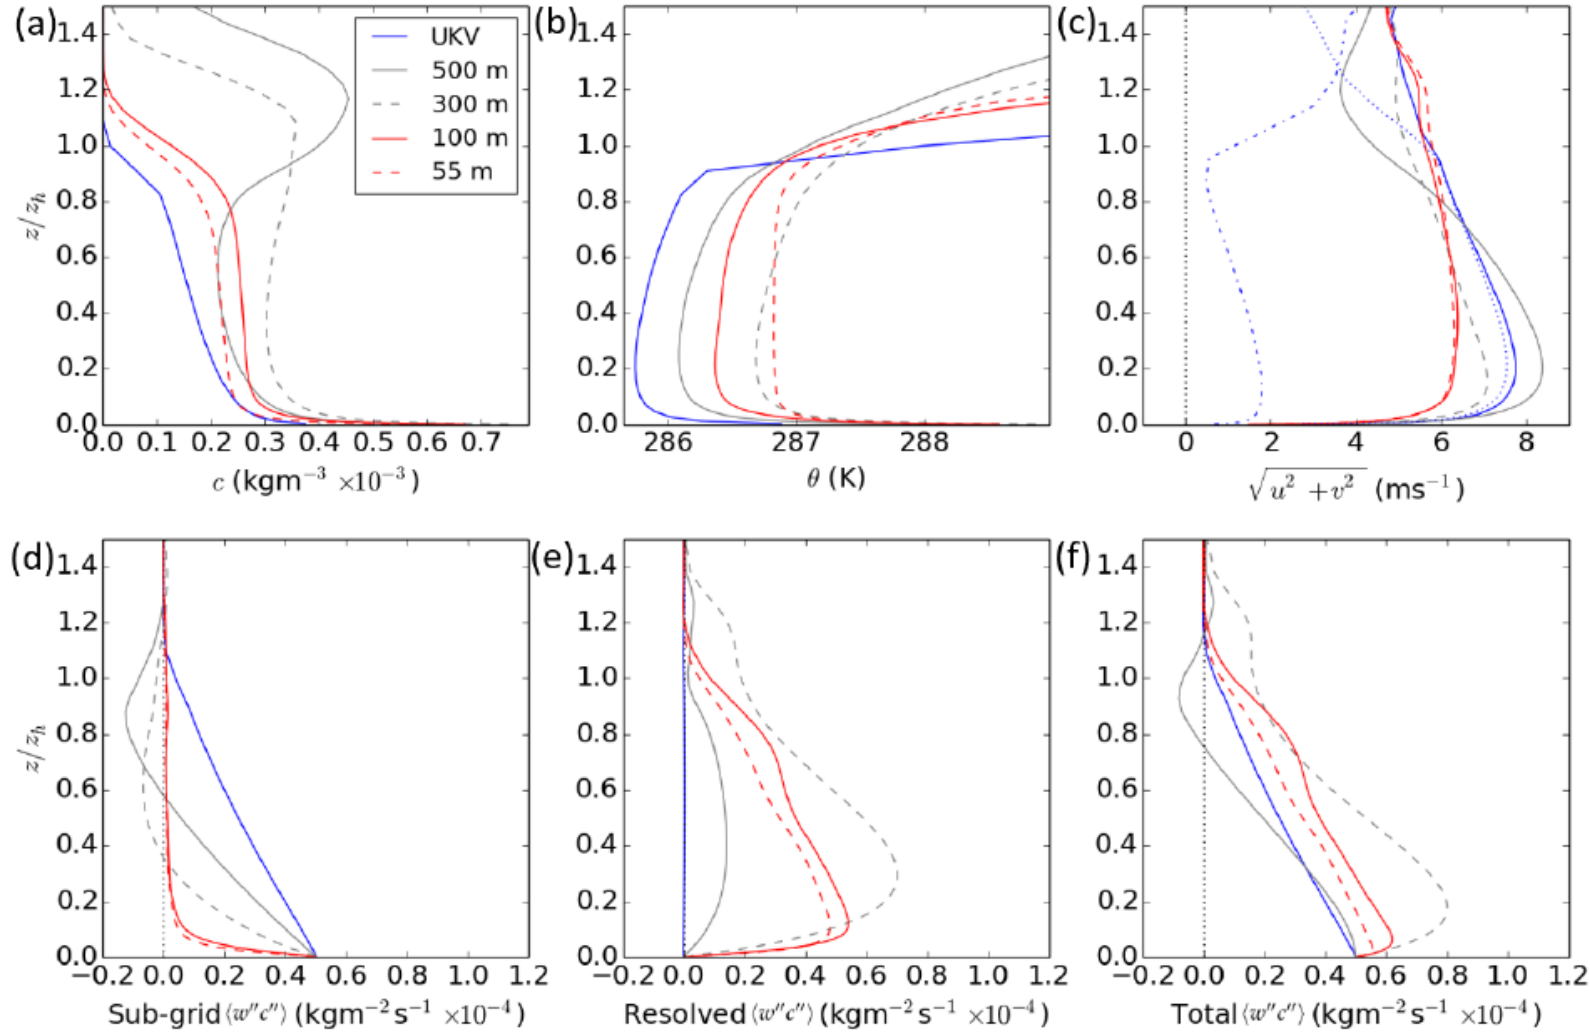 (a) (b) (c)
1.4 1.2 1.0 0.8 0.6 0.4 0.2 0.0
z/z_h
UKV
500 m
300 m
100 m
55 m
0.0 0.1 0.2 0.3 0.4 0.5 0.6 0.7
c (kgm⁻³ ×10⁻³)
1.4 1.2 1.0 0.8 0.6 0.4 0.2 0.0
286 287 288
θ (K)
1.4 1.2 1.0 0.8 0.6 0.4 0.2 0.0
0 2 4 6 8
√u² +v² (ms⁻¹)
(d) (e) (f)
1.4 1.2 1.0 0.8 0.6 0.4 0.2 0.0
z/z_h
−0.2 0.0 0.2 0.4 0.6 0.8 1.0 1.2
Sub-grid ⟨w″c″⟩ (kgm⁻²s⁻¹ ×10⁻⁴)
1.4 1.2 1.0 0.8 0.6 0.4 0.2 0.0
−0.2 0.0 0.2 0.4 0.6 0.8 1.0 1.2
Resolved ⟨w″c″⟩ (kgm⁻²s⁻¹ ×10⁻⁴)
1.4 1.2 1.0 0.8 0.6 0.4 0.2 0.0
−0.2 0.0 0.2 0.4 0.6 0.8 1.0 1.2
Total ⟨w″c″⟩ (kgm⁻²s⁻¹ ×10⁻⁴)